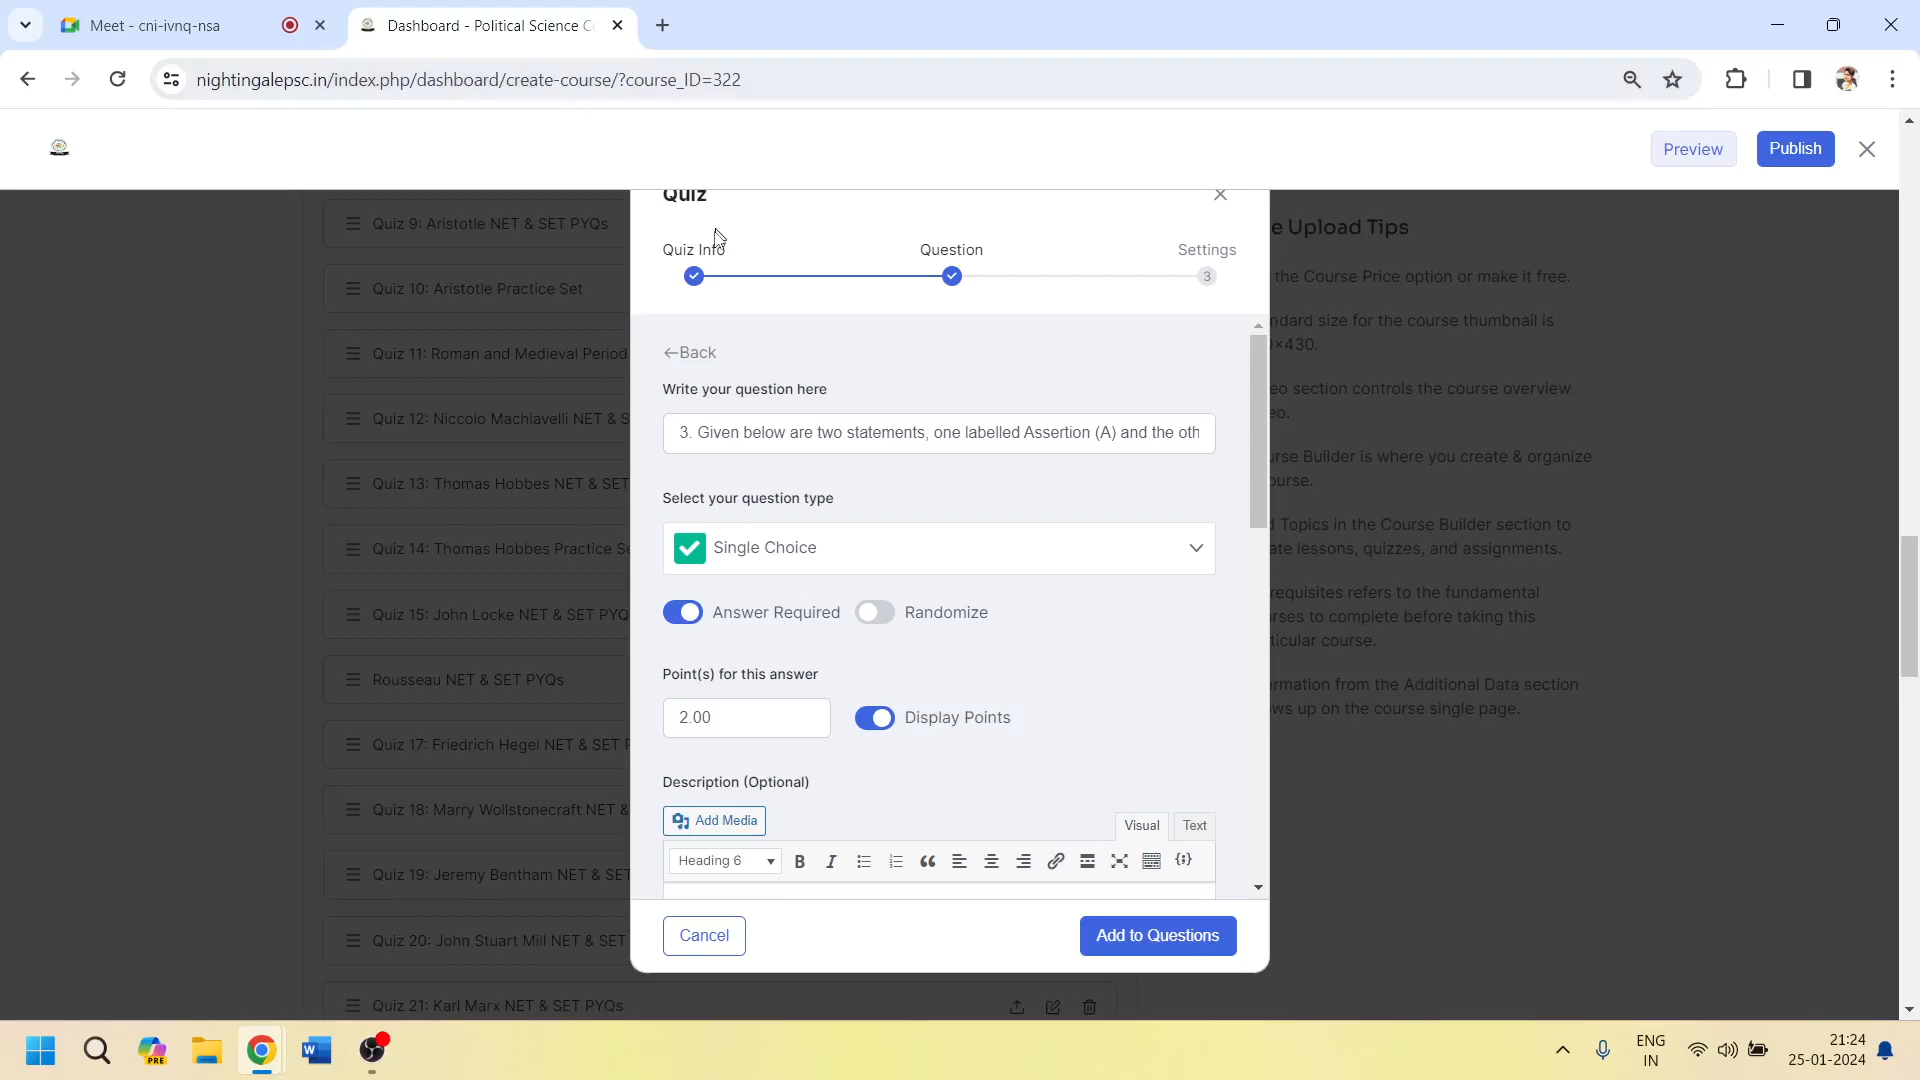 Meet - cni-ivnq-nsa
Dashboard - Political Science Co
nightingalepsc.in/index.php/dashboard/create-course/?course_ID=322
Preview
Publish
Quiz
Quiz Info
Question
Settings
3
←Back
Write your question here
3. Given below are two statements, one labelled Assertion (A) and the oth
Select your question type
Single Choice
Answer Required
Randomize
Point(s) for this answer
2.00
Display Points
Description (Optional)
Add Media
Visual
Text
Heading 6
Cancel
Add to Questions
Quiz 9: Aristotle NET & SET PYQs
Quiz 10: Aristotle Practice Set
Quiz 11: Roman and Medieval Period
Quiz 12: Niccolo Machiavelli NET & S
Quiz 13: Thomas Hobbes NET & SET
Quiz 14: Thomas Hobbes Practice Se
Quiz 15: John Locke NET & SET PYQ
Rousseau NET & SET PYQs
Quiz 17: Friedrich Hegel NET & SET P
Quiz 18: Marry Wollstonecraft NET &
Quiz 19: Jeremy Bentham NET & SET
Quiz 20: John Stuart Mill NET & SET
Quiz 21: Karl Marx NET & SET PYQs
e Upload Tips
the Course Price option or make it free.
ndard size for the course thumbnail is
×430.
eo section controls the course overview
eo.
urse Builder is where you create & organize
ourse.
d Topics in the Course Builder section to
ate lessons, quizzes, and assignments.
requisites refers to the fundamental
rses to complete before taking this
ticular course.
rmation from the Additional Data section
ws up on the course single page.
PRE
ENG
IN
21:24
25-01-2024